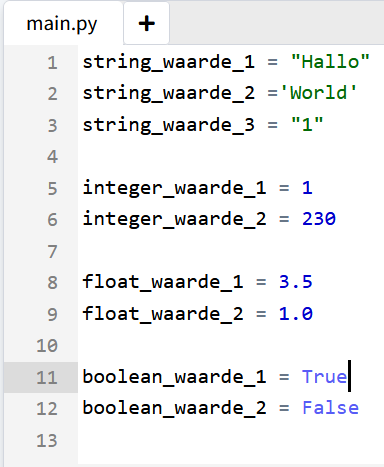 main.py +
1 string_waarde_1 = "Hallo"
2 string_waarde_2 ='World'
3 string_waarde_3 = "1"
4
5 integer_waarde_1 = 1
6 integer_waarde_2 = 230
7
8 float_waarde_1 = 3.5
9 float_waarde_2 = 1.0
10
11 boolean_waarde_1 = True
12 boolean_waarde_2 = False
13